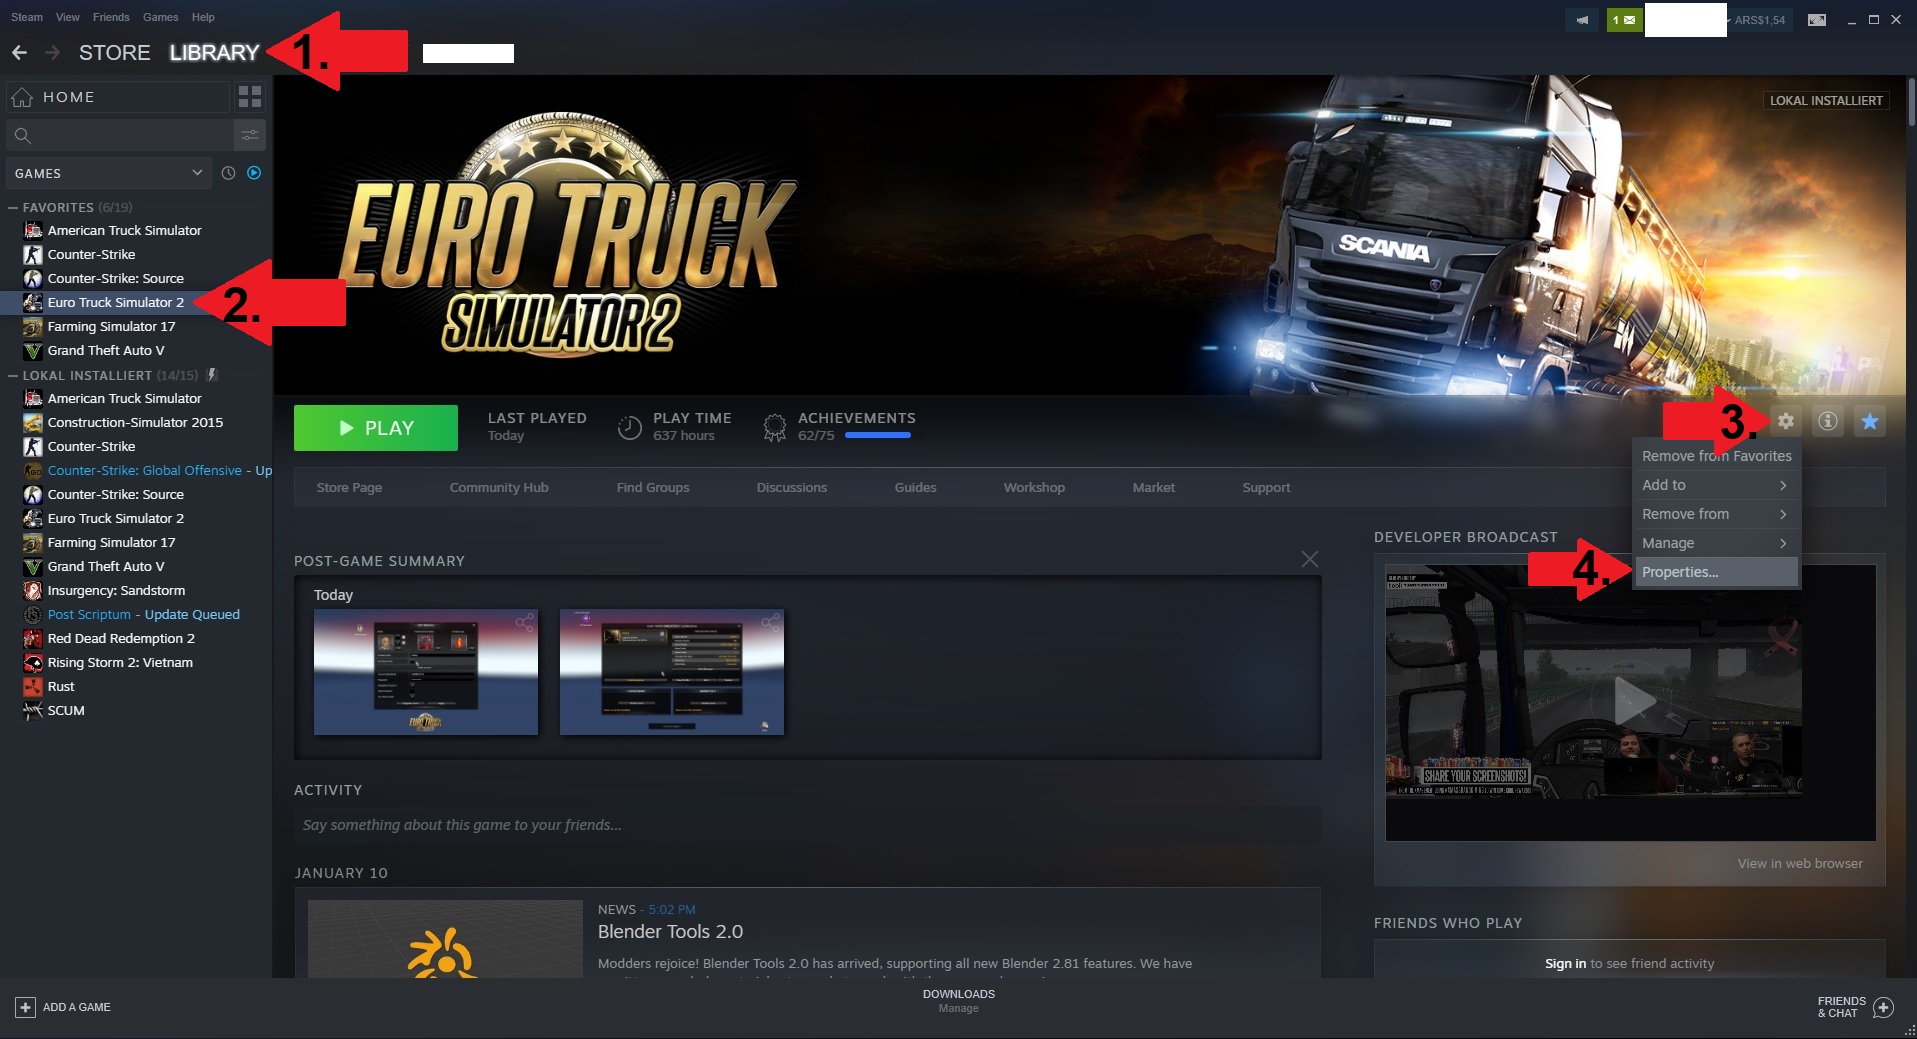 Steam View Friends Games Help
1 ARS$1,54
STORE LIBRARY
1.
HOME
LOKAL INSTALLIERT
GAMES
FAVORITES (6/19)
American Truck Simulator
Counter-Strike
Counter-Strike: Source
Euro Truck Simulator 2
2.
Farming Simulator 17
Grand Theft Auto V
LOKAL INSTALLIERT (14/15)
American Truck Simulator
Construction-Simulator 2015
Counter-Strike
Counter-Strike: Global Offensive - Up
Counter-Strike: Source
Euro Truck Simulator 2
Farming Simulator 17
Grand Theft Auto V
Insurgency: Sandstorm
Post Scriptum - Update Queued
Red Dead Redemption 2
Rising Storm 2: Vietnam
Rust
SCUM
EURO TRUCK
SIMULATOR 2
SCANIA
PLAY
LAST PLAYED
Today
PLAY TIME
637 hours
ACHIEVEMENTS
62/75
3.
Remove from Favorites
Add to
Remove from
Manage
Properties...
4.
Store Page Community Hub Find Groups Discussions Guides Workshop Market Support
POST-GAME SUMMARY
Today
EURO TRUCK
ACTIVITY
Say something about this game to your friends...
JANUARY 10
NEWS - 5:02 PM
Blender Tools 2.0
Modders rejoice! Blender Tools 2.0 has arrived, supporting all new Blender 2.81 features. We have
DEVELOPER BROADCAST
SHARE YOUR SCREENSHOTS!
View in web browser
FRIENDS WHO PLAY
Sign in to see friend activity
ADD A GAME
DOWNLOADS
Manage
FRIENDS
& CHAT